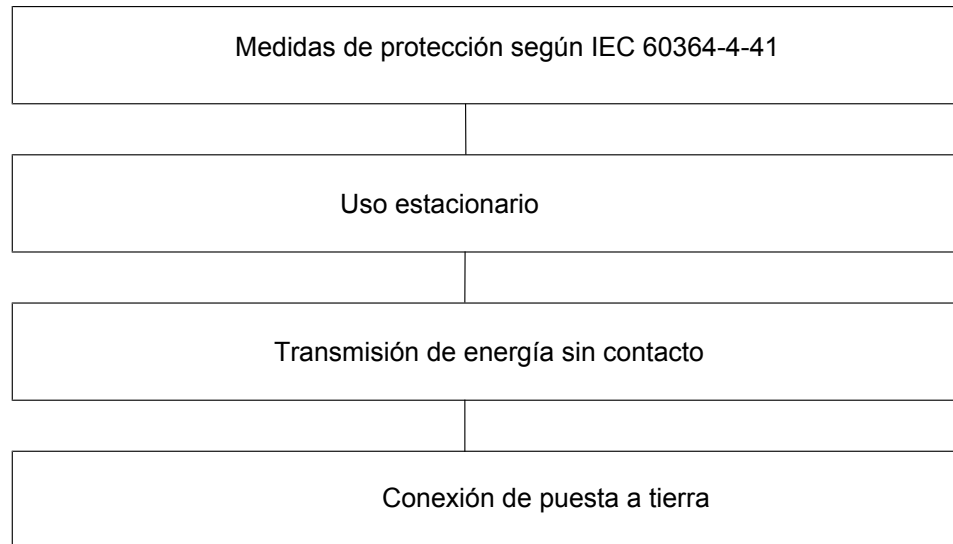 Medidas de protección según IEC 60364-4-41
Uso estacionario
Transmisión de energía sin contacto
Conexión de puesta a tierra